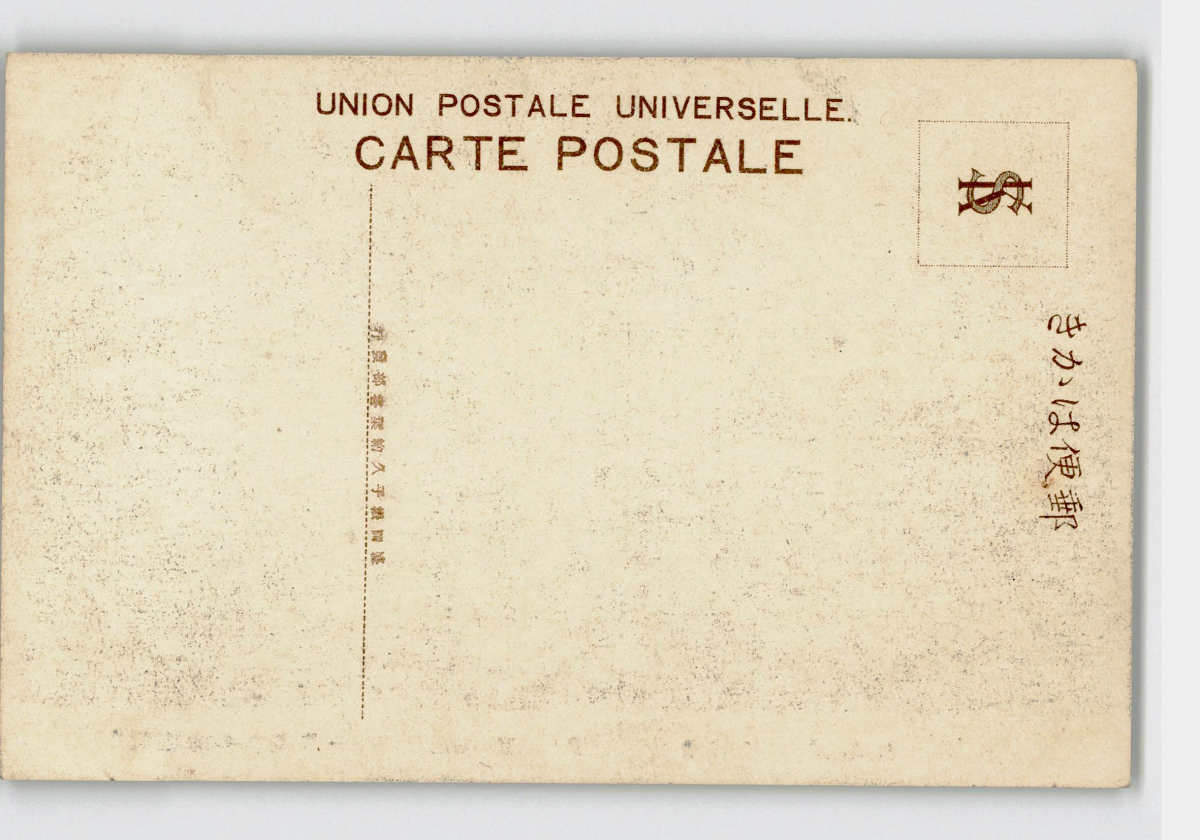 UNION POSTALE UNIVERSELLE.
CARTE POSTALE
郵便はかき